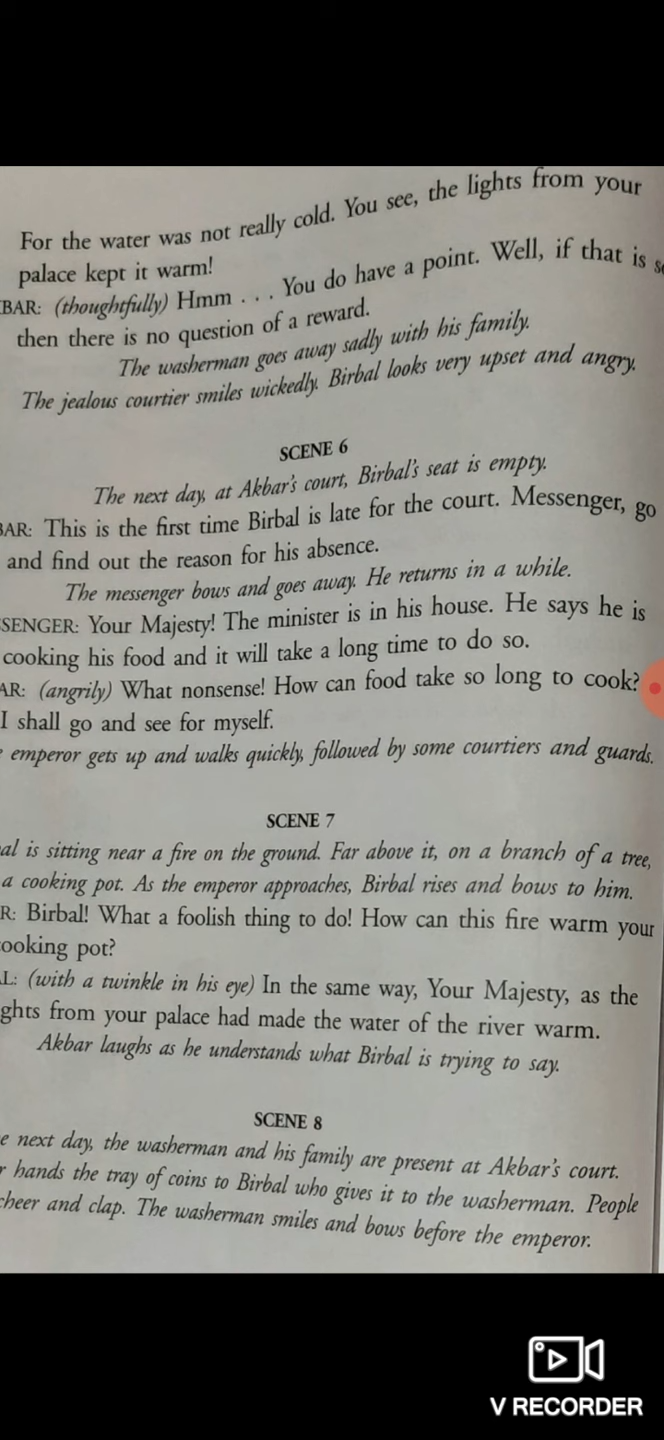 For the water was not really cold. You see, the lights from your
palace kept it warm!
BAR: (thoughtfully) Hmm . . . You do have a point. Well, if that is s
then there is no question of a reward.
The washerman goes away sadly with his family.
The jealous courtier smiles wickedly. Birbal looks very upset and angry.
SCENE 6
The next day, at Akbar's court, Birbal's seat is empty.
BAR: This is the first time Birbal is late for the court. Messenger, go
and find out the reason for his absence.
The messenger bows and goes away. He returns in a while.
SENGER: Your Majesty! The minister is in his house. He says he is
cooking his food and it will take a long time to do so.
AR: (angrily) What nonsense! How can food take so long to cook?
I shall go and see for myself.
e emperor gets up and walks quickly, followed by some courtiers and guards.
SCENE 7
al is sitting near a fire on the ground. Far above it, on a branch of a tree,
a cooking pot. As the emperor approaches, Birbal rises and bows to him.
R: Birbal! What a foolish thing to do! How can this fire warm your
ooking pot?
L: (with a twinkle in his eye) In the same way, Your Majesty, as the
ghts from your palace had made the water of the river warm.
Akbar laughs as he understands what Birbal is trying to say.
SCENE 8
e next day, the washerman and his family are present at Akbar's court.
r hands the tray of coins to Birbal who gives it to the washerman. People
cheer and clap. The washerman smiles and bows before the emperor.
V RECORDER